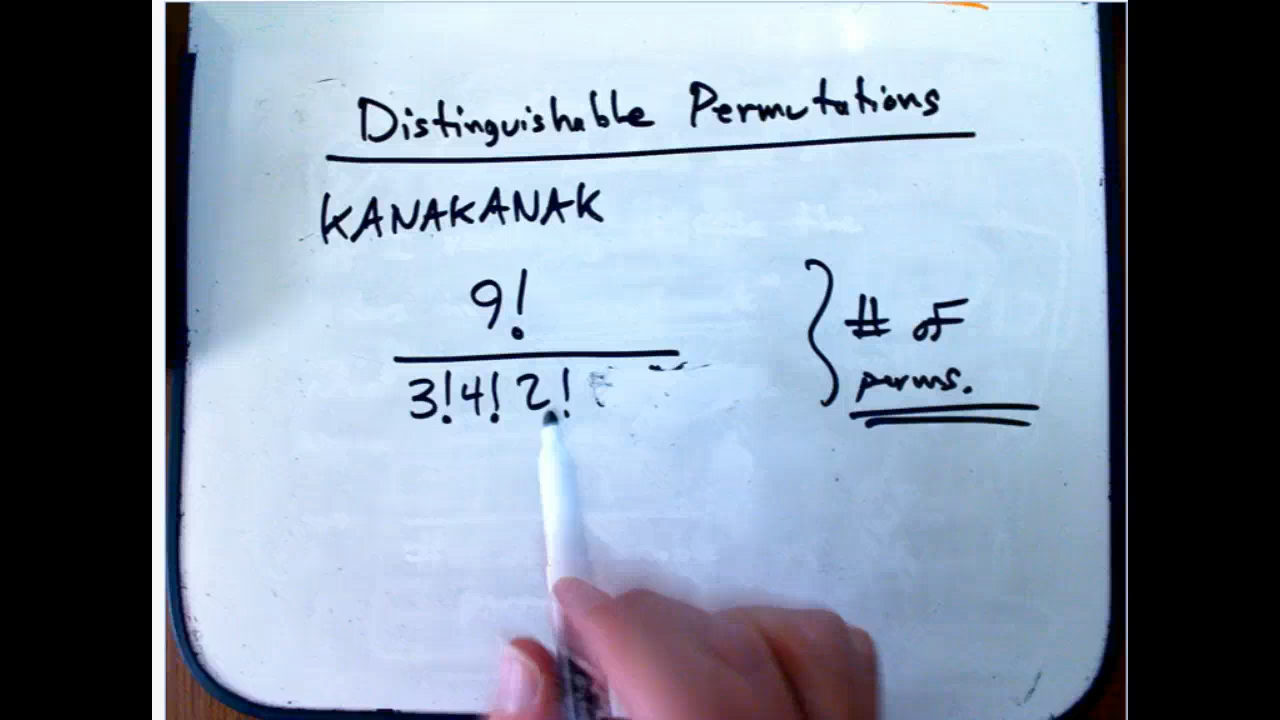 Distinguishable Permutations
KANAKANAK
9!
3!4!2!
# of
perms.